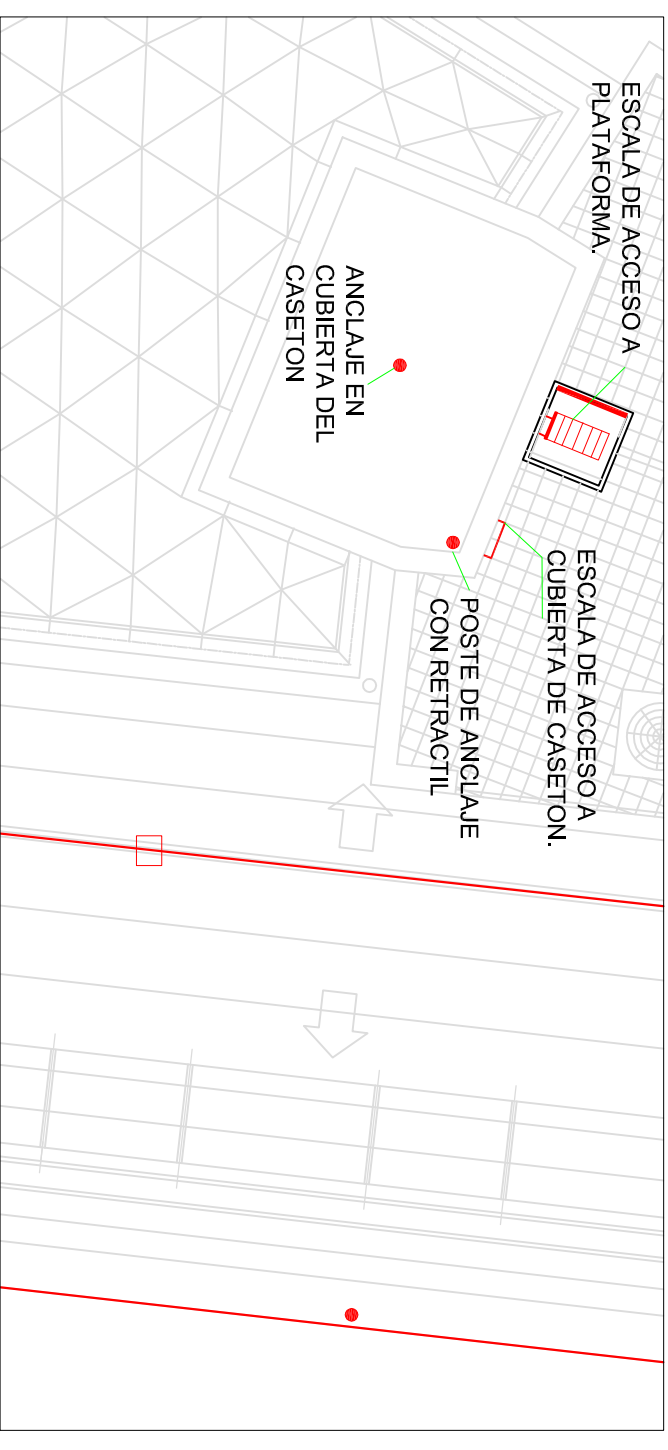 ESCALA DE ACCESO A
PLATAFORMA.
ANCLAJE EN
CUBIERTA DEL
CASETON
ESCALA DE ACCESO A
CUBIERTA DE CASETON.
POSTE DE ANCLAJE
CON RETRACTIL